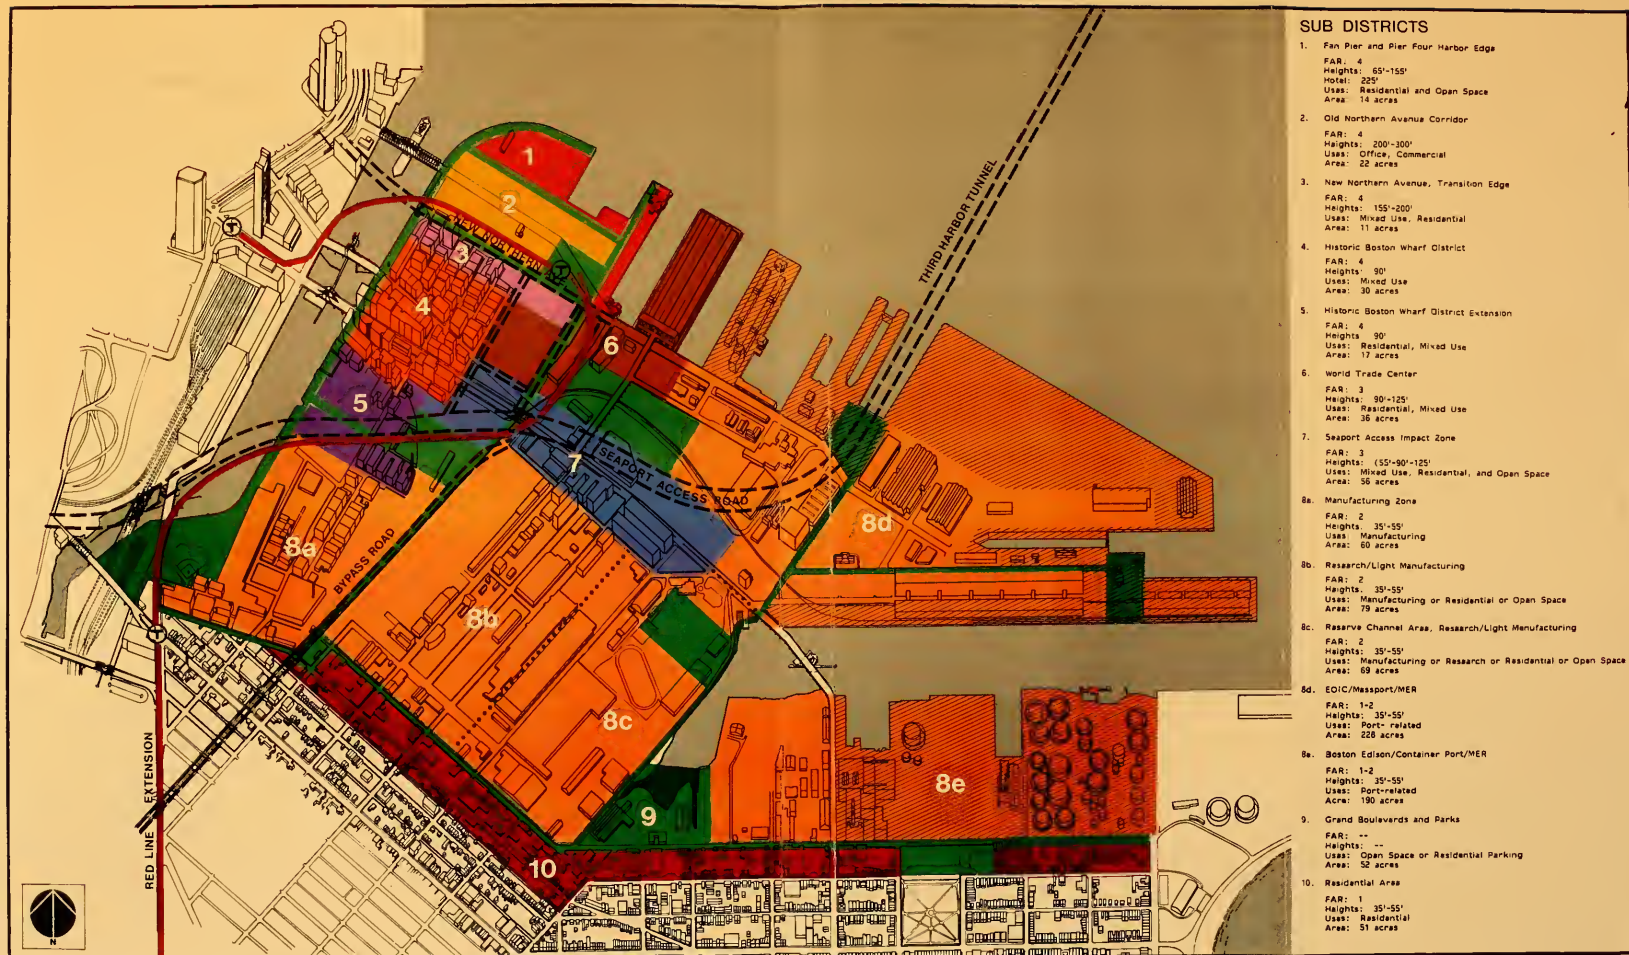 SUB DISTRICTS
1. Fan Pier and Pier Four Harbor Edge
FAR: 4
Heights: 65'-155'
Hotel: 225'
Uses: Residential and Open Space
Area: 14 acres
2. Old Northern Avenue Corridor
FAR: 4
Heights: 200'-300'
Uses: Office, Commercial
Area: 22 acres
3. New Northern Avenue, Transition Edge
FAR: 4
Heights: 155'-200'
Uses: Mixed Use, Residential
Area: 11 acres
4. Historic Boston Wharf District
FAR: 4
Heights: 90'
Uses: Mixed Use
Area: 30 acres
5. Historic Boston Wharf District Extension
FAR: 4
Heights 90'
Uses: Residential, Mixed Use
Area: 17 acres
6. World Trade Center
FAR: 3
Heights: 90'-125'
Uses: Residential, Mixed Use
Area: 36 acres
7. Seaport Access Impact Zone
FAR: 3
Heights: (55'-90'-125'
Uses: Mixed Use, Residential, and Open Space
Area: 56 acres
8a. Manufacturing Zone
FAR: 2
Heights. 35'-55'
Uses: Manufacturing
Area: 60 acres
8b. Research/Light Manufacturing
FAR: 2
Heights. 35'-55'
Uses: Manufacturing or Residential or Open Space
Area: 79 acres
8c. Reserve Channel Area, Research/Light Manufacturing
FAR: 2
Heights: 35'-55'
Uses: Manufacturing or Research or Residential or Open Space
Area: 69 acres
8d. EDIC/Massport/MER
FAR: 1-2
Heights: 35'-55'
Uses: Port- related
Area: 228 acres
8e. Boston Edison/Container Port/MER
FAR: 1-2
Heights: 35'-55'
Uses: Port-related
Acre: 190 acres
9. Grand Boulevards and Parks
FAR: --
Heights: --
Uses: Open Space or Residential Parking
Area: 52 acres
10. Residential Area
FAR: 1
Heights: 35'-55'
Uses: Residential
Area: 51 acres
1
2
NEW NORTHERN
3
T
T
4
THIRD HARBOR TUNNEL
6
5
7
SEAPORT ACCESS ROAD
8d
8a
BYPASS ROAD
8b
T
8c
RED LINE EXTENSION
8e
9
10
N